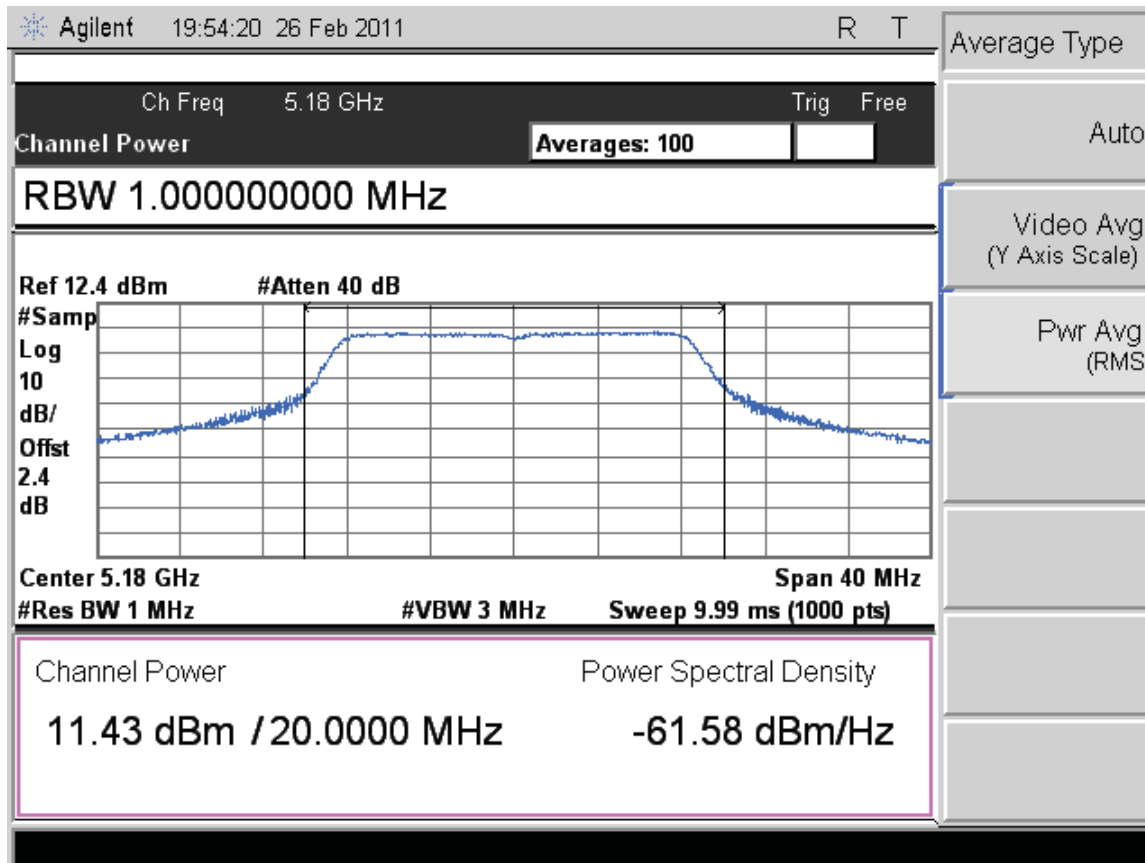 Agilent 19:54:20 26 Feb 2011 R T
Average Type
Ch Freq 5.18 GHz Trig Free
Channel Power Averages: 100
Auto
RBW 1.000000000 MHz
Video Avg
(Y Axis Scale)
Ref 12.4 dBm #Atten 40 dB
#Samp
Log
10
dB/
Offst
2.4
dB
Pwr Avg
(RMS
Center 5.18 GHz Span 40 MHz
#Res BW 1 MHz #VBW 3 MHz Sweep 9.99 ms (1000 pts)
Channel Power Power Spectral Density
11.43 dBm / 20.0000 MHz -61.58 dBm/Hz